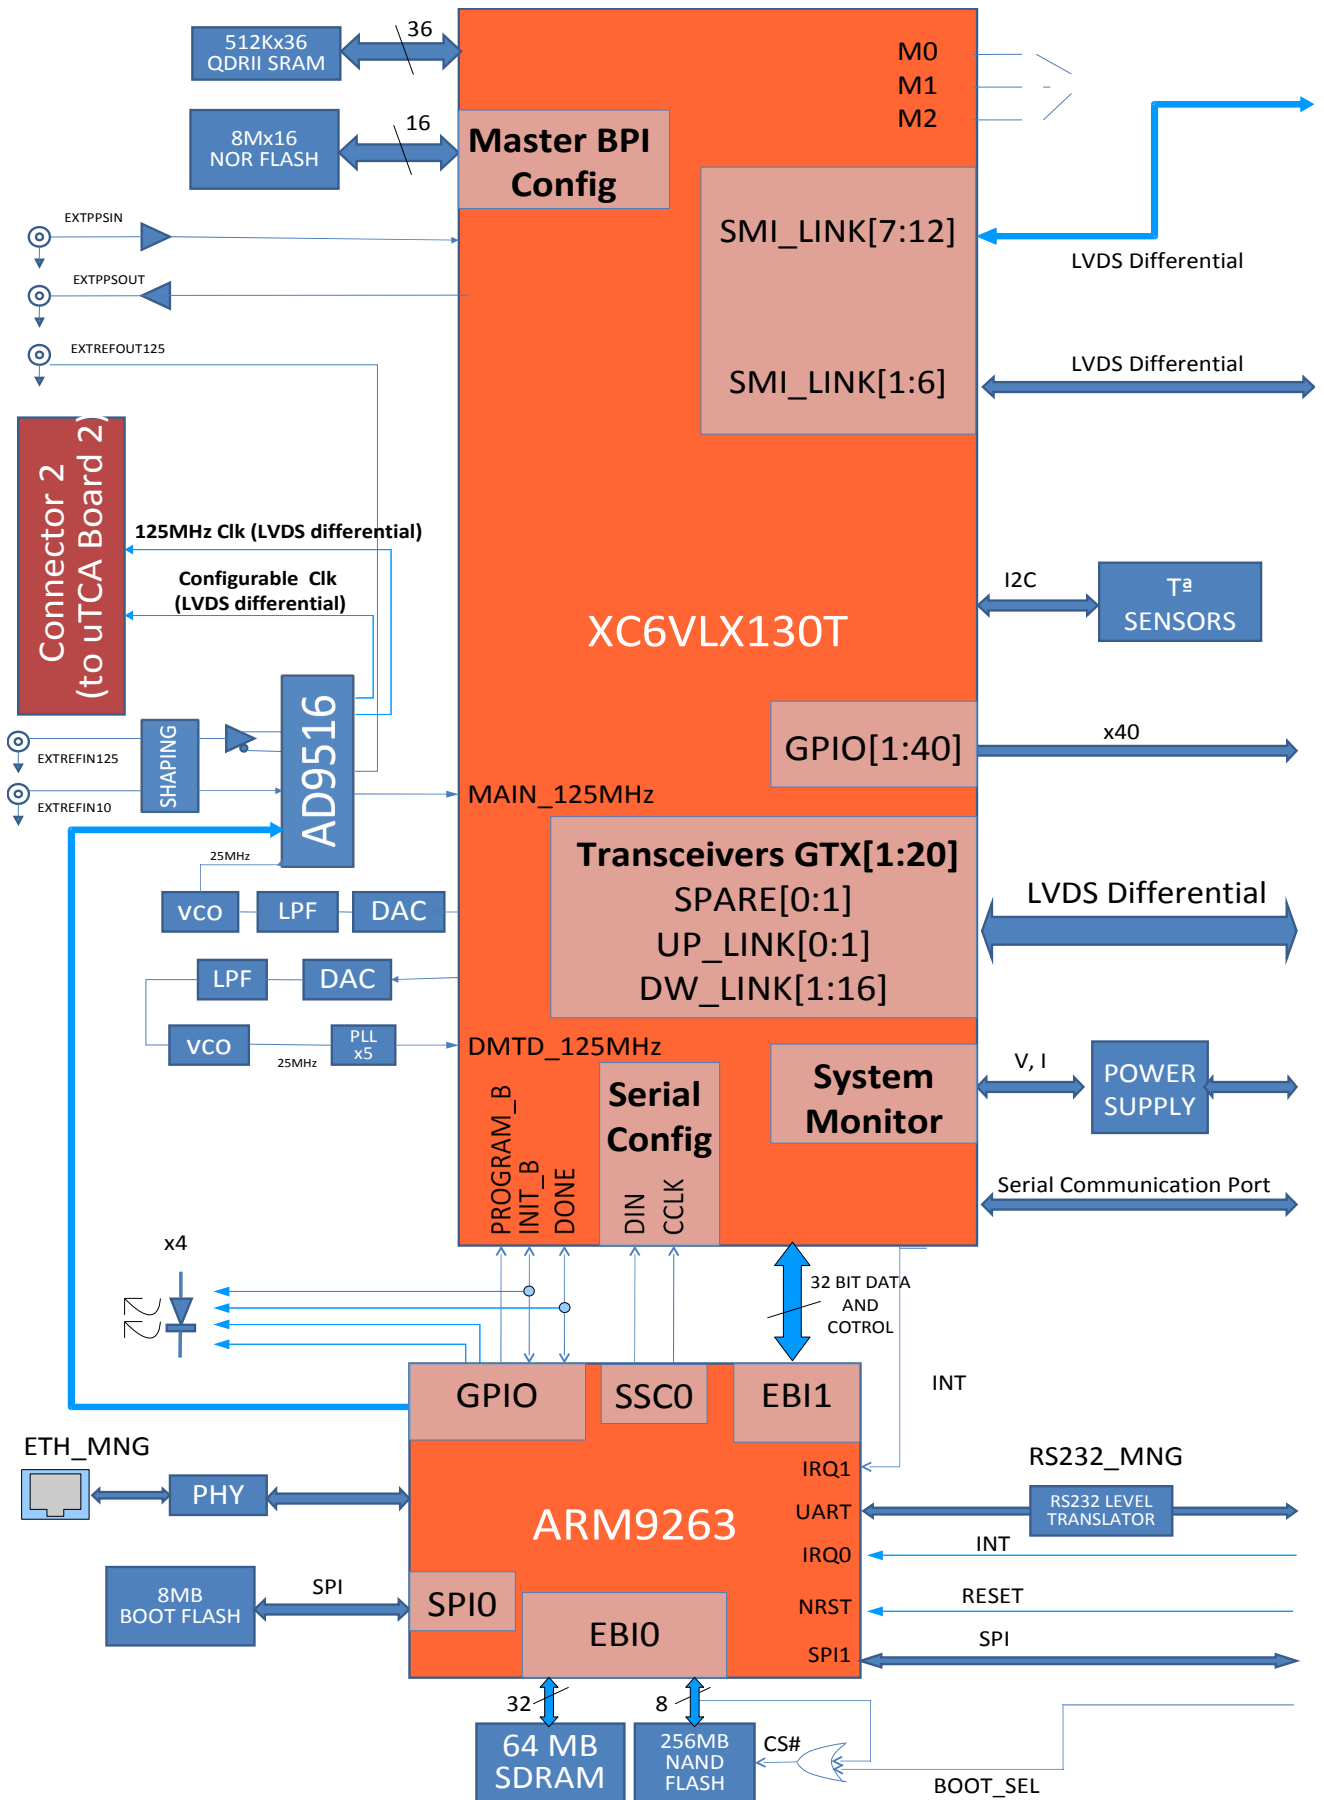 512Kx36
QDRII SRAM
36
M0
M1
M2
8Mx16
NOR FLASH
16
Master BPI
Config
EXTPPSIN
SMI_LINK[7:12]
LVDS Differential
EXTPPSOUT
EXTREFOUT125
SMI_LINK[1:6]
LVDS Differential
Connector 2
(to uTCA Board 2)
125MHz Clk (LVDS differential)
Configurable Clk
(LVDS differential)
XC6VLX130T
I2C
Tª
SENSORS
AD9516
SHAPING
EXTREFIN125
EXTREFIN10
GPIO[1:40]
x40
MAIN_125MHz
25MHz
Transceivers GTX[1:20]
SPARE[0:1]
UP_LINK[0:1]
DW_LINK[1:16]
LVDS Differential
VCO
LPF
DAC
LPF
DAC
VCO
25MHz
PLL
x5
DMTD_125MHz
System
Monitor
V, I
POWER
SUPPLY
PROGRAM_B
INIT_B
DONE
Serial
Config
DIN
CCLK
Serial Communication Port
x4
32 BIT DATA
AND
COTROL
INT
GPIO
SSC0
EBI1
ETH_MNG
PHY
ARM9263
IRQ1
UART
IRQ0
NRST
SPI1
RS232_MNG
RS232 LEVEL
TRANSLATOR
INT
RESET
SPI
8MB
BOOT FLASH
SPI
SPI0
EBI0
32
8
64 MB
SDRAM
256MB
NAND
FLASH
CS#
BOOT_SEL